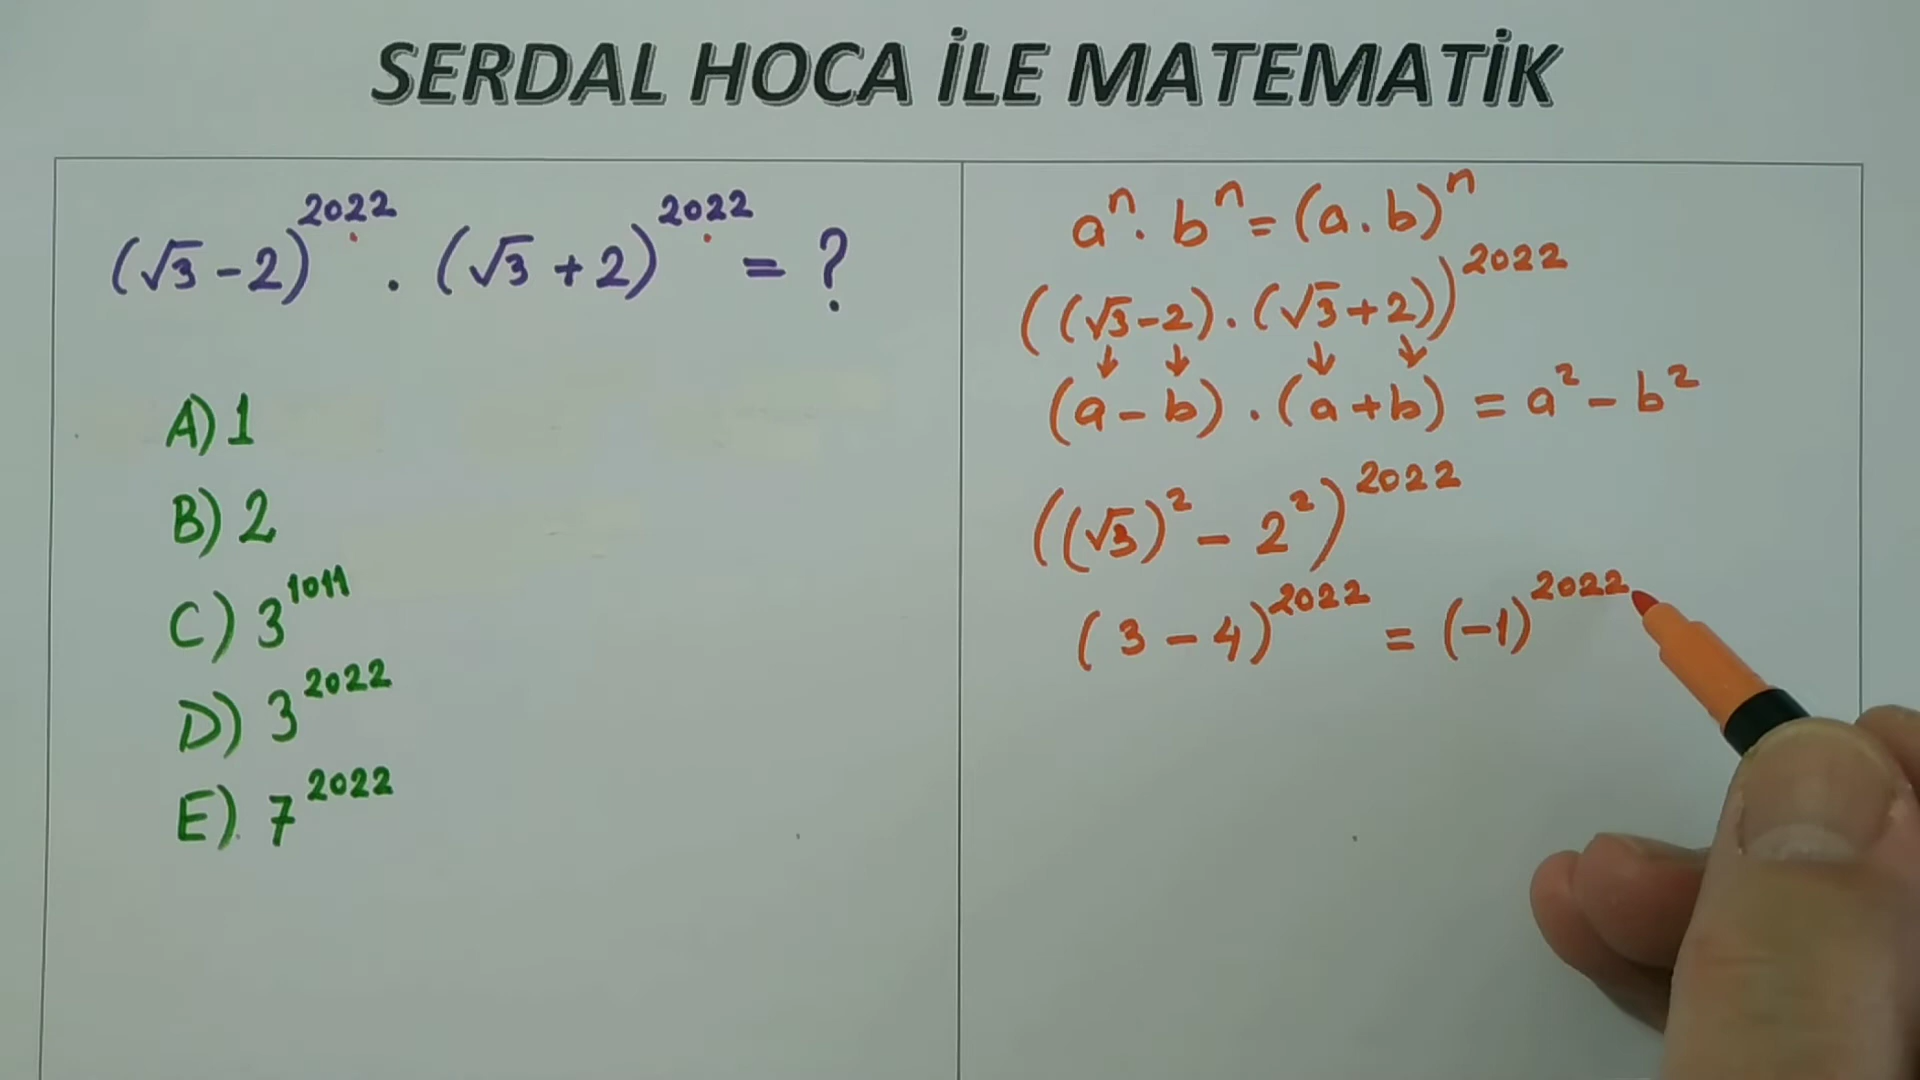 SERDAL HOCA İLE MATEMATİK
(√3 - 2)^2022 . (√3 + 2)^2022 = ?
A) 1
B) 2
C) 3^1011
D) 3^2022
E) 7^2022
a^n . b^n = (a . b)^n
((√3 - 2) . (√3 + 2))^2022
↓ ↓ ↓ ↓
(a - b) . (a + b) = a² - b²
((√3)² - 2²)^2022
(3 - 4)^2022 = (-1)^2022